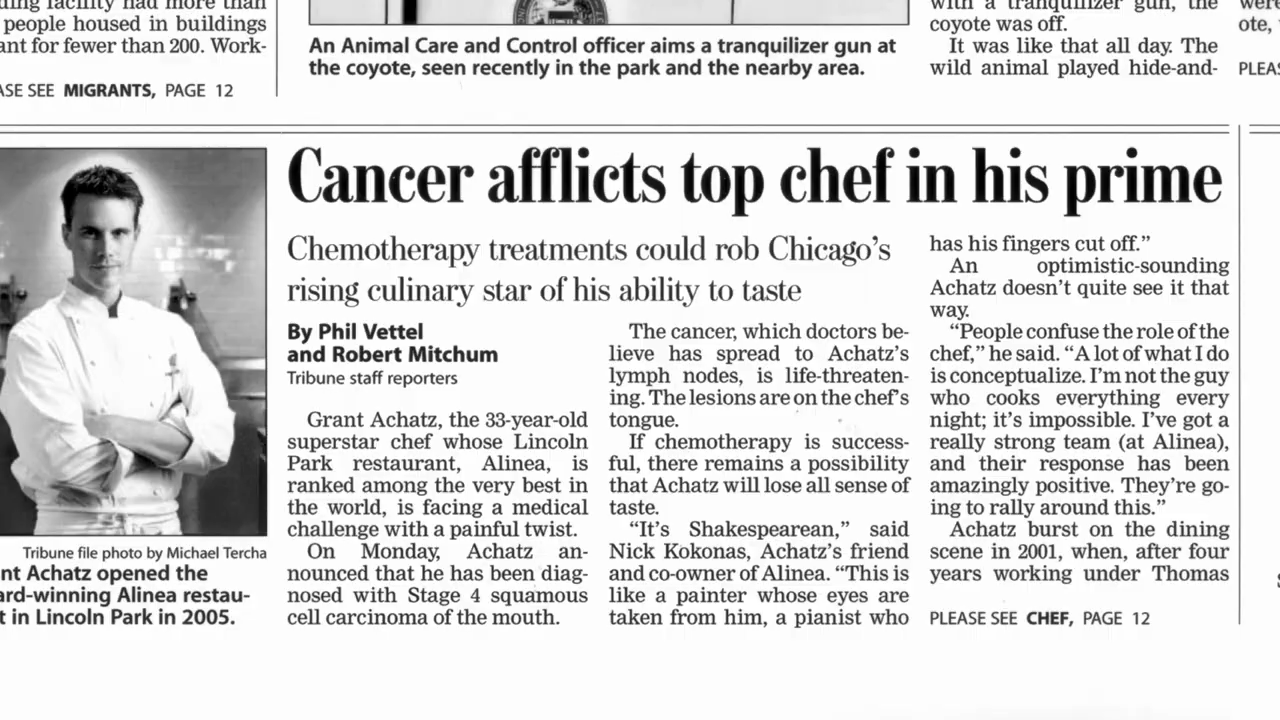 ding facility had more than
people housed in buildings
ant for fewer than 200. Work-
ASE SEE MIGRANTS, PAGE 12
An Animal Care and Control officer aims a tranquilizer gun at
the coyote, seen recently in the park and the nearby area.
with a tranquilizer gun, the
coyote was off.
It was like that all day. The
wild animal played hide-and-
were
ote,
PLEAS
Tribune file photo by Michael Tercha
nt Achatz opened the
ard-winning Alinea restau-
t in Lincoln Park in 2005.
Cancer afflicts top chef in his prime
Chemotherapy treatments could rob Chicago’s
rising culinary star of his ability to taste
By Phil Vettel
and Robert Mitchum
Tribune staff reporters
Grant Achatz, the 33-year-old
superstar chef whose Lincoln
Park restaurant, Alinea, is
ranked among the very best in
the world, is facing a medical
challenge with a painful twist.
On Monday, Achatz an-
nounced that he has been diag-
nosed with Stage 4 squamous
cell carcinoma of the mouth.
The cancer, which doctors be-
lieve has spread to Achatz’s
lymph nodes, is life-threaten-
ing. The lesions are on the chef’s
tongue.
If chemotherapy is success-
ful, there remains a possibility
that Achatz will lose all sense of
taste.
“It’s Shakespearean,” said
Nick Kokonas, Achatz’s friend
and co-owner of Alinea. “This is
like a painter whose eyes are
taken from him, a pianist who
has his fingers cut off.”
An optimistic-sounding
Achatz doesn’t quite see it that
way.
“People confuse the role of the
chef,” he said. “A lot of what I do
is conceptualize. I’m not the guy
who cooks everything every
night; it’s impossible. I’ve got a
really strong team (at Alinea),
and their response has been
amazingly positive. They’re go-
ing to rally around this.”
Achatz burst on the dining
scene in 2001, when, after four
years working under Thomas
PLEASE SEE CHEF, PAGE 12